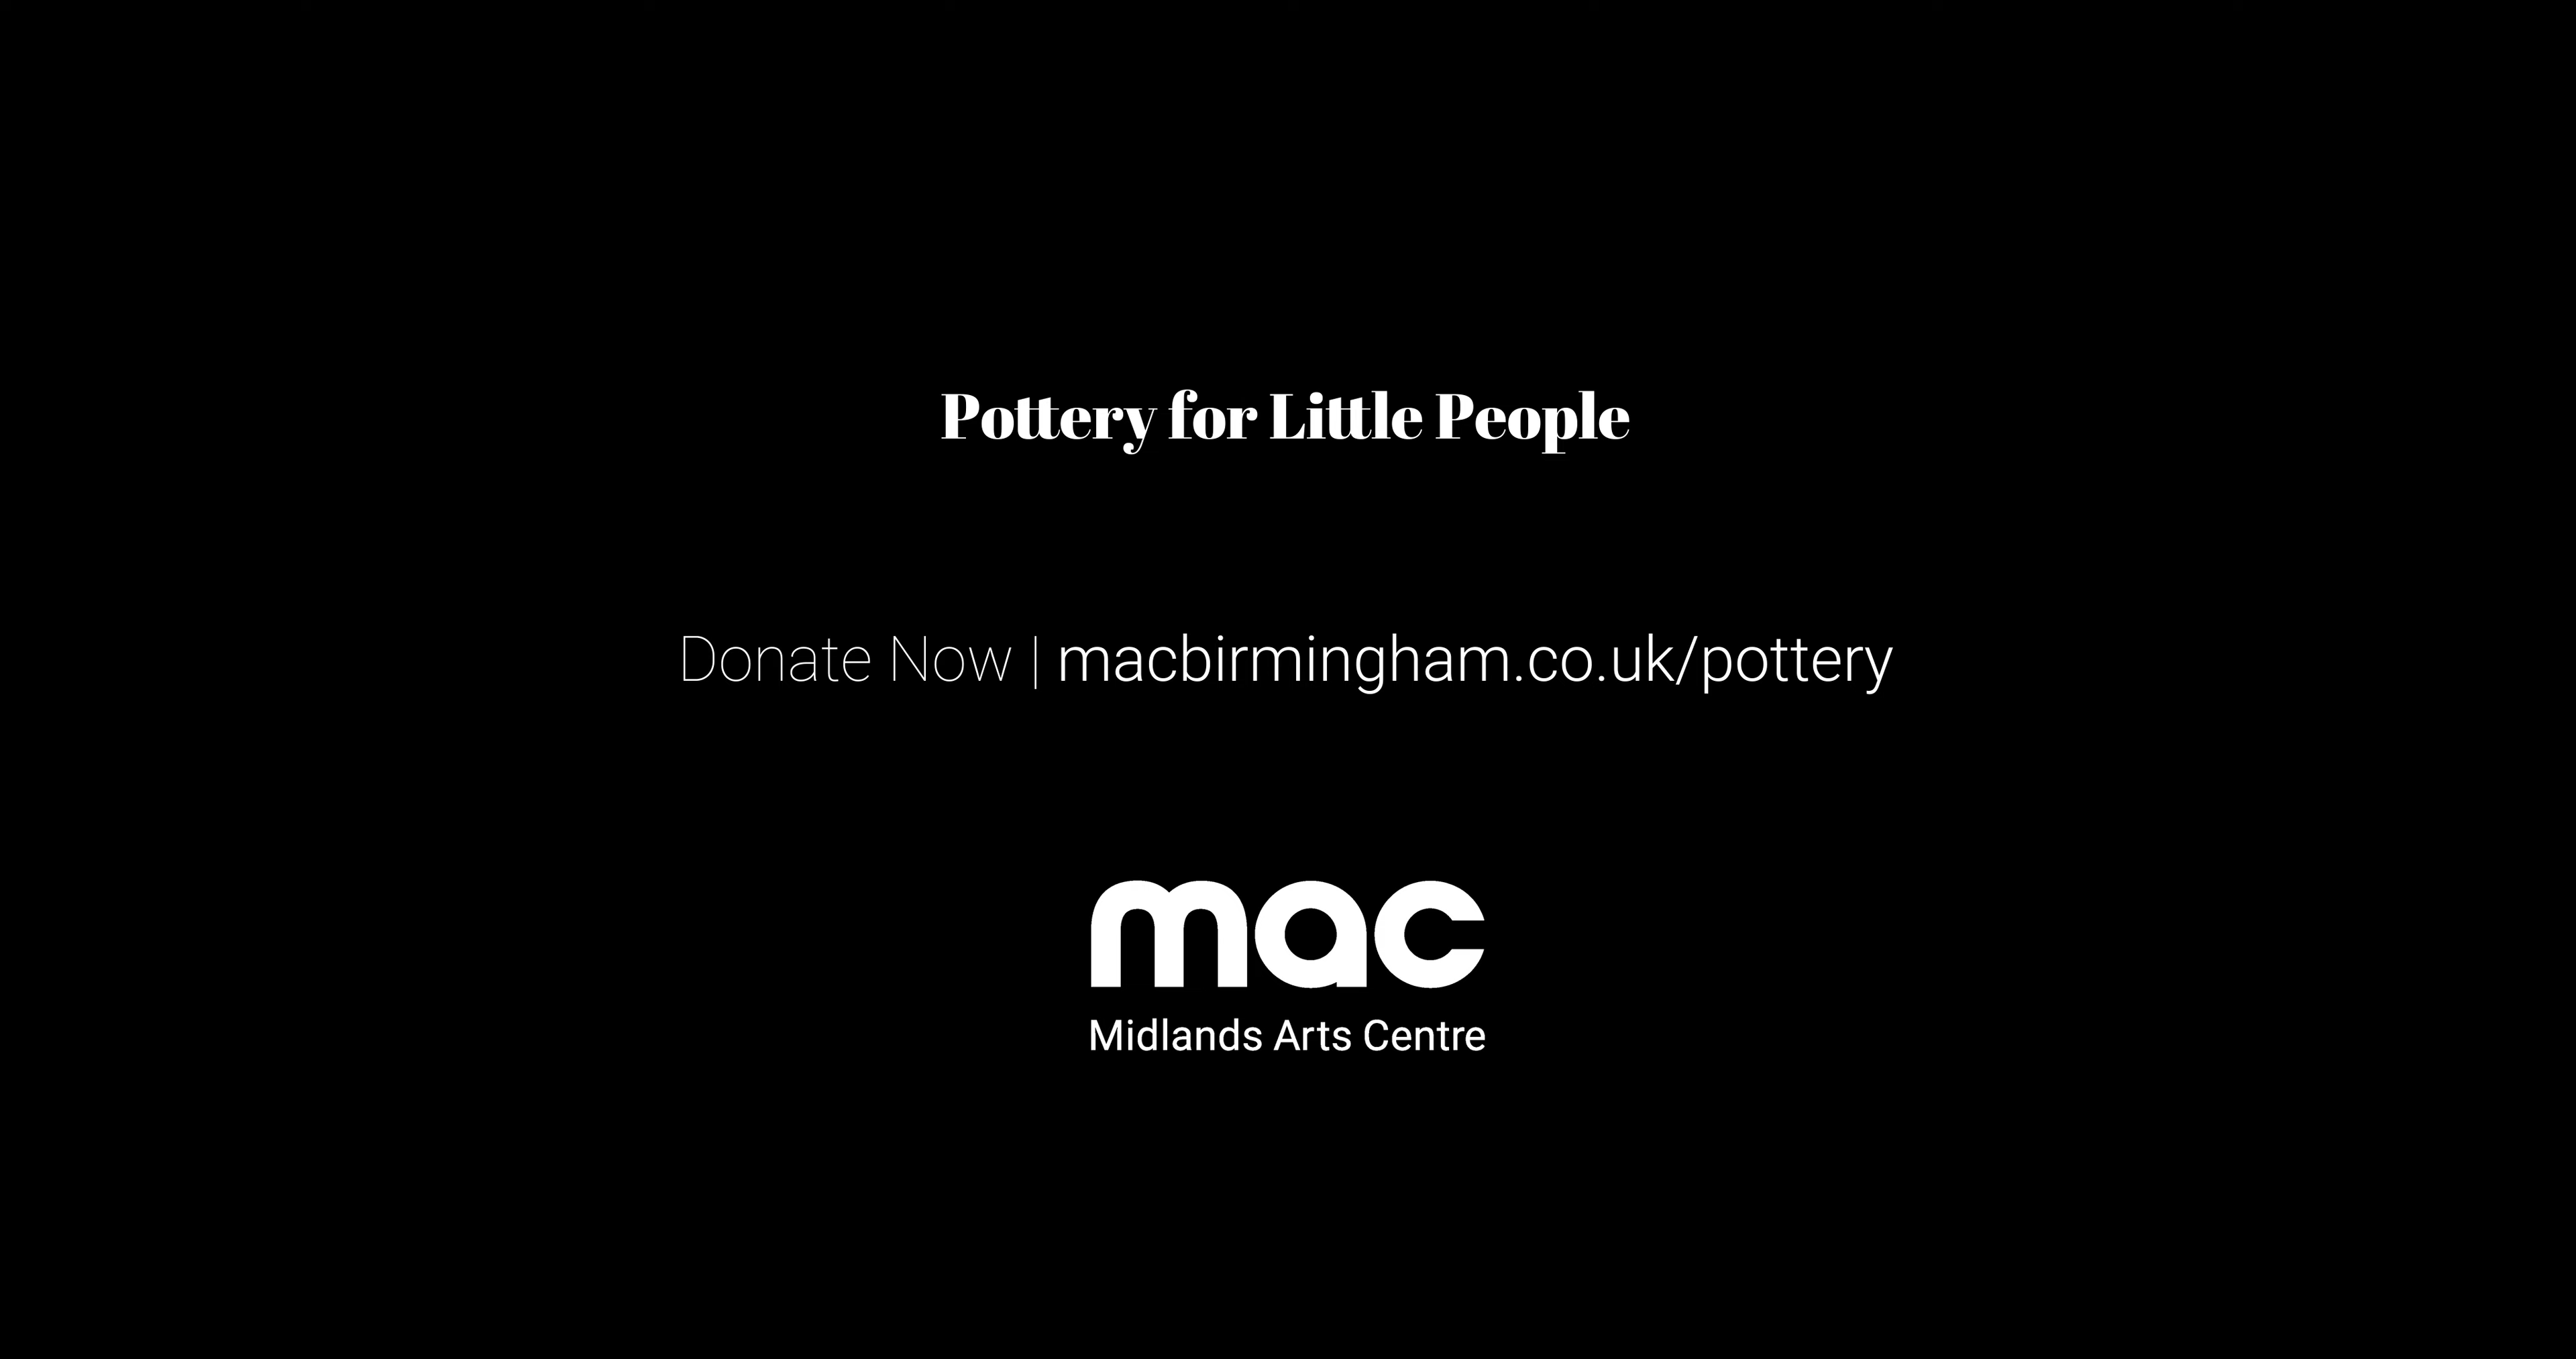 Pottery for Little People
Donate Now | macbirmingham.co.uk/pottery
mac
Midlands Arts Centre